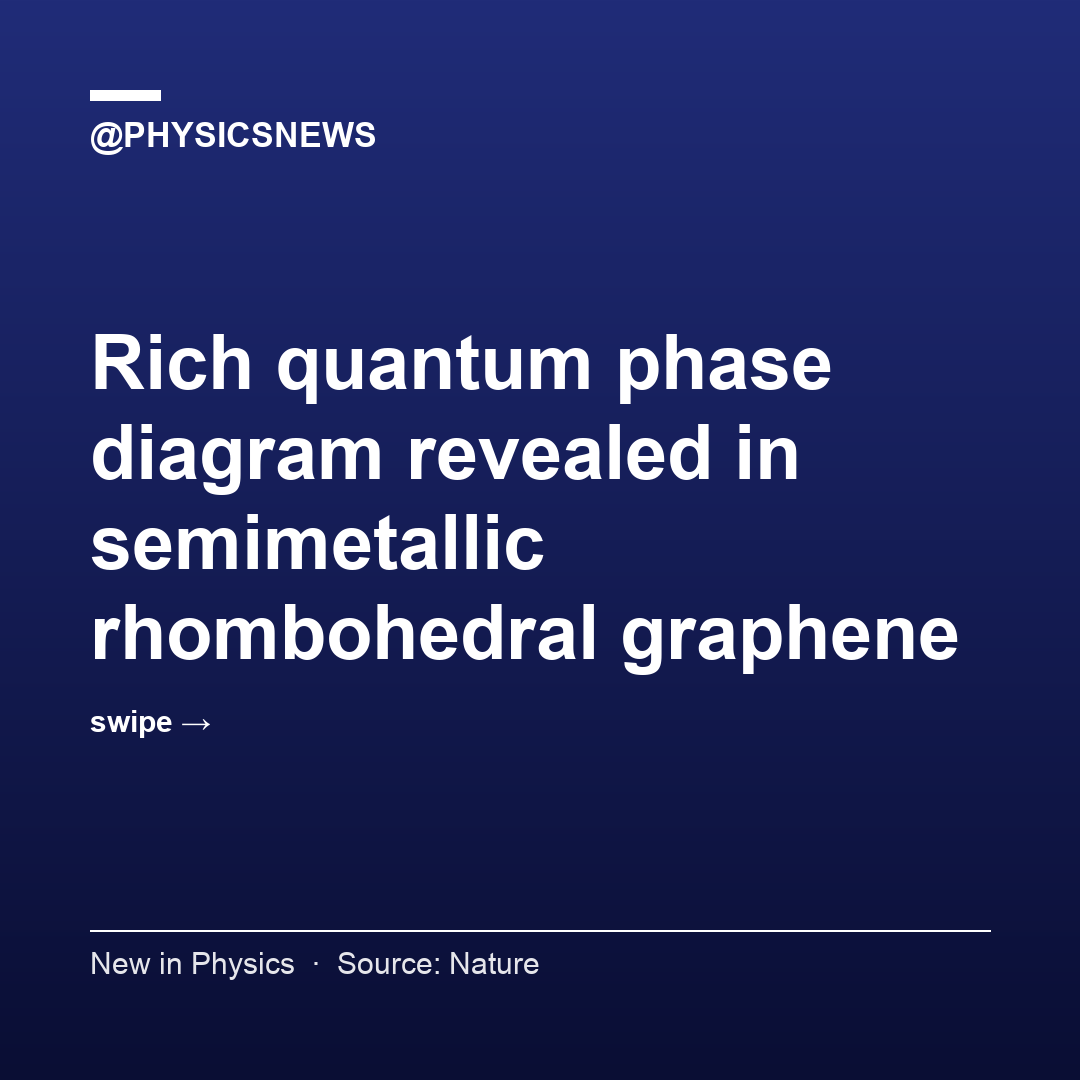 @PHYSICSNEWS
Rich quantum phase
diagram revealed in
semimetallic
rhombohedral graphene
swipe →
New in Physics · Source: Nature